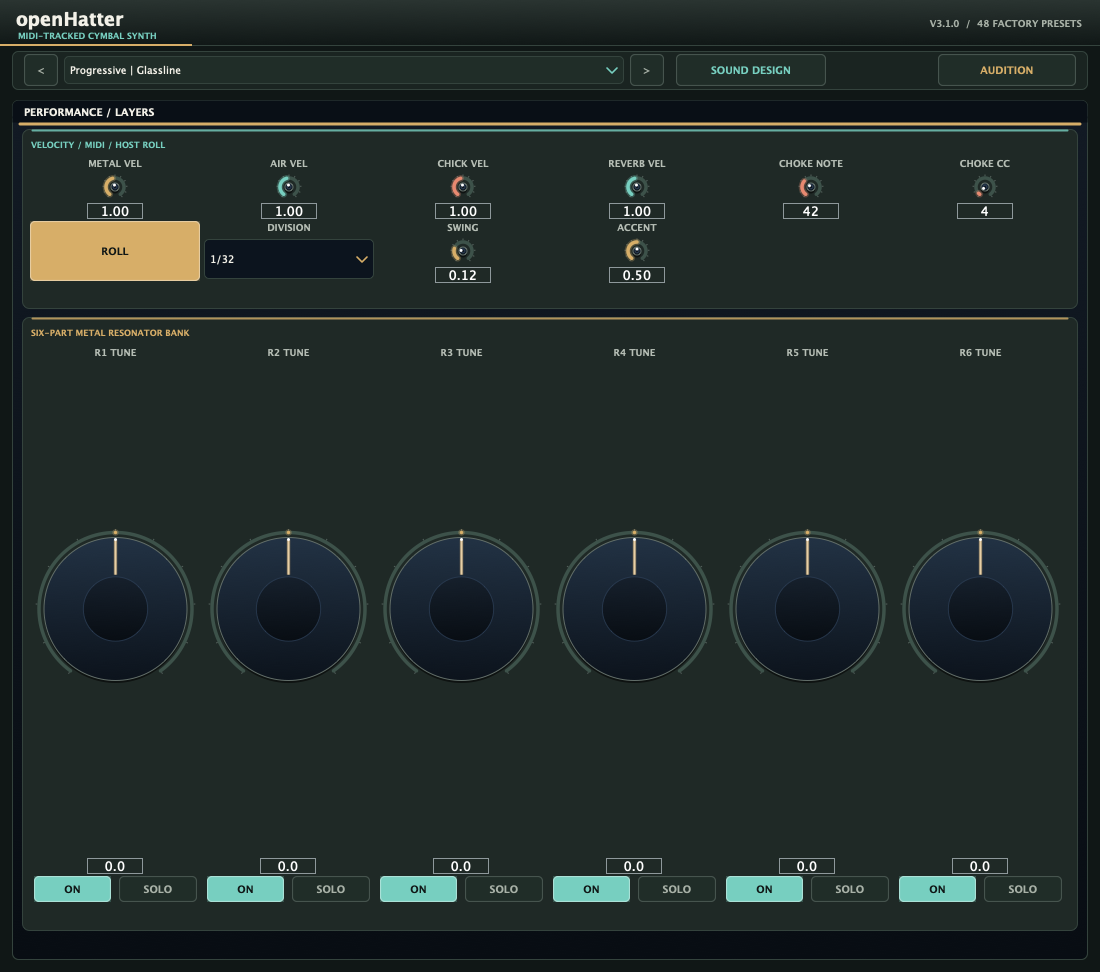 openHatter
MIDI-TRACKED CYMBAL SYNTH
V3.1.0 / 48 FACTORY PRESETS
< Progressive | Glassline > SOUND DESIGN AUDITION
PERFORMANCE / LAYERS
VELOCITY / MIDI / HOST ROLL
METAL VEL AIR VEL CHICK VEL REVERB VEL CHOKE NOTE CHOKE CC
1.00 1.00 1.00 1.00 42 4
DIVISION SWING ACCENT
ROLL 1/32
0.12 0.50
SIX-PART METAL RESONATOR BANK
R1 TUNE R2 TUNE R3 TUNE R4 TUNE R5 TUNE R6 TUNE
0.0 0.0 0.0 0.0 0.0 0.0
ON SOLO ON SOLO ON SOLO ON SOLO ON SOLO ON SOLO